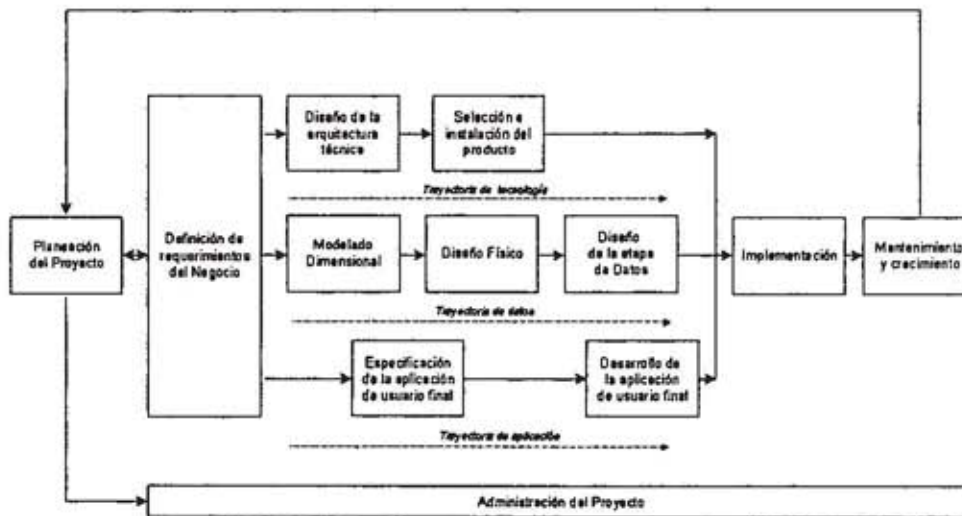 Diseño de la
arquitectura
técnica
Selección e
instalación del
producto
Trayectoria de tecnología
Planeación
del Proyecto
Definición de
requerimientos
del Negocio
Modelado
Dimensional
Diseño Físico
Diseño
de la etapa
de Datos
Implementación
Mantenimiento
y crecimiento
Trayectoria de datos
Especificación
de la aplicación
de usuario final
Desarrollo de
la aplicación
de usuario final
Trayectoria de aplicación
Administración del Proyecto